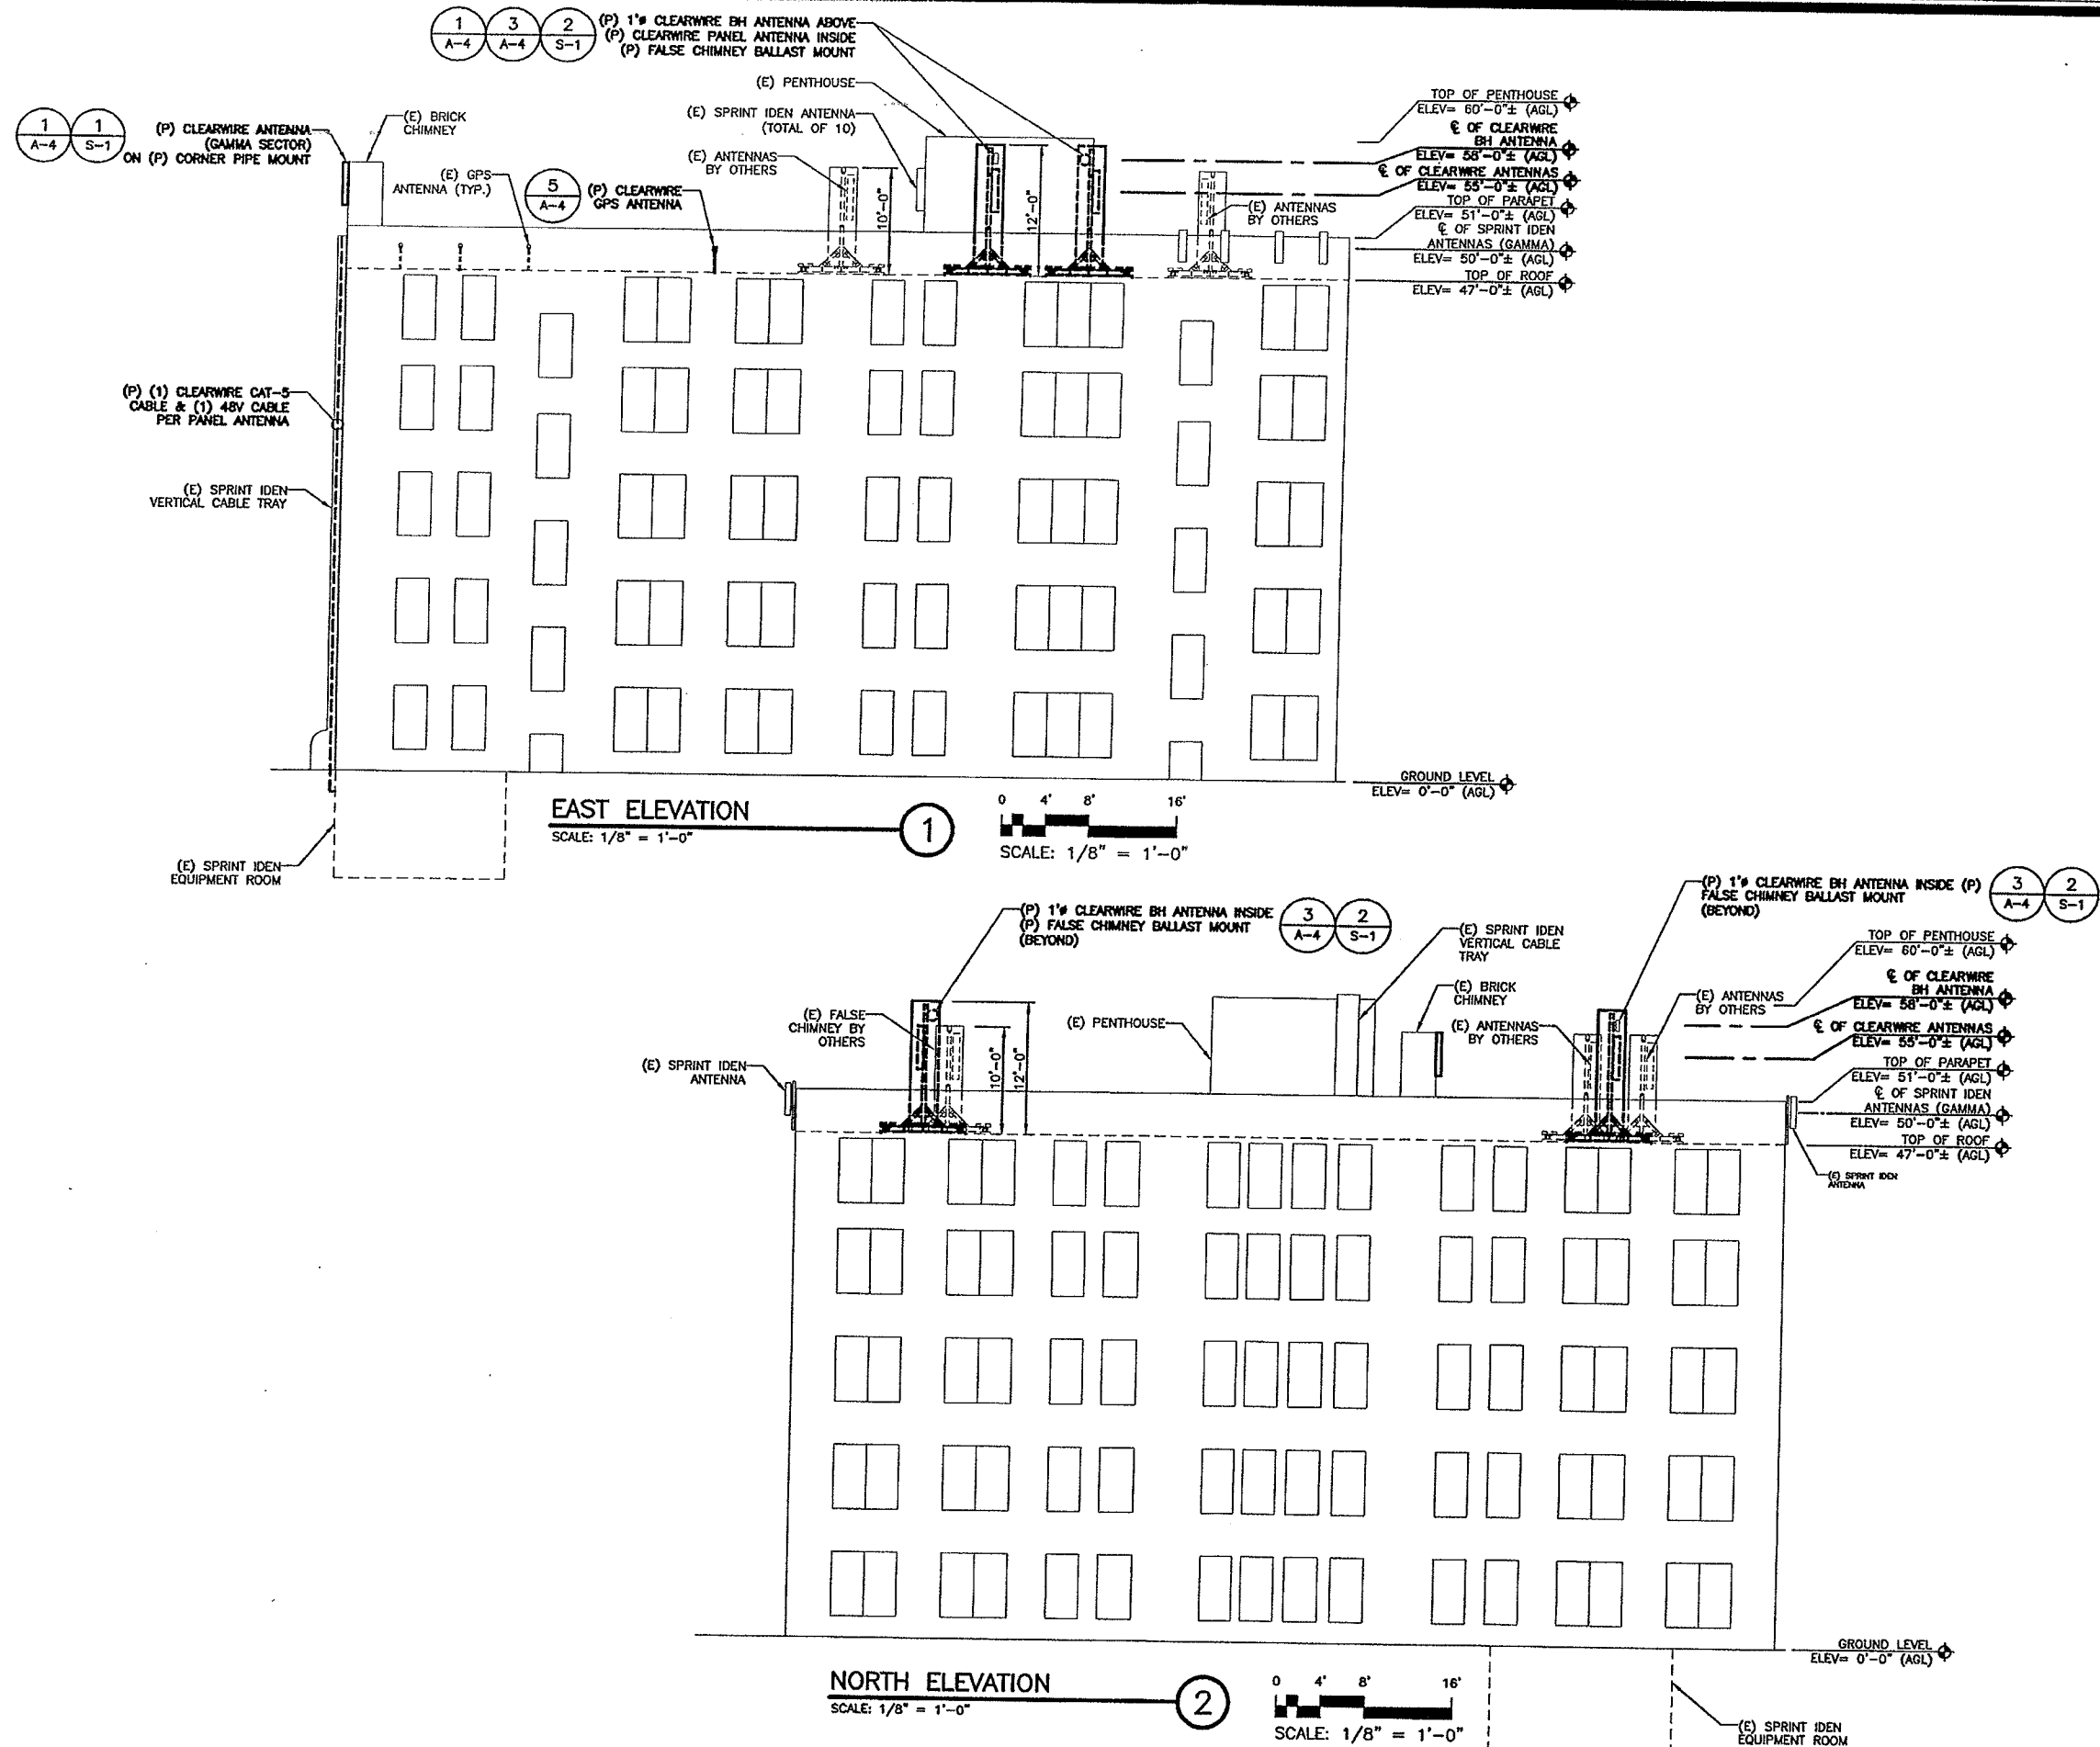 1
A-4
3
A-4
2
S-1
(P) 1'ø CLEARWIRE BH ANTENNA ABOVE
(P) CLEARWIRE PANEL ANTENNA INSIDE
(P) FALSE CHIMNEY BALLAST MOUNT
(E) PENTHOUSE
(E) SPRINT IDEN ANTENNA
(TOTAL OF 10)
(E) ANTENNAS
BY OTHERS
1
A-4
1
S-1
(P) CLEARWIRE ANTENNA
(GAMMA SECTOR)
ON (P) CORNER PIPE MOUNT
(E) BRICK
CHIMNEY
(E) GPS
ANTENNA (TYP.)
5
A-4
(P) CLEARWIRE
GPS ANTENNA
10'-0"
12'-0"
(E) ANTENNAS
BY OTHERS
TOP OF PENTHOUSE
ELEV= 60'-0"± (AGL)
℄ OF CLEARWIRE
BH ANTENNA
ELEV= 58'-0"± (AGL)
℄ OF CLEARWIRE ANTENNAS
ELEV= 55'-0"± (AGL)
TOP OF PARAPET
ELEV= 51'-0"± (AGL)
℄ OF SPRINT IDEN
ANTENNAS (GAMMA)
ELEV= 50'-0"± (AGL)
TOP OF ROOF
ELEV= 47'-0"± (AGL)
(P) (1) CLEARWIRE CAT-5
CABLE & (1) 48V CABLE
PER PANEL ANTENNA
(E) SPRINT IDEN
VERTICAL CABLE TRAY
(E) SPRINT IDEN
EQUIPMENT ROOM
GROUND LEVEL
ELEV= 0'-0" (AGL)
EAST ELEVATION
SCALE: 1/8" = 1'-0"
1
0 4' 8' 16'
SCALE: 1/8" = 1'-0"
(P) 1'ø CLEARWIRE BH ANTENNA INSIDE
(P) FALSE CHIMNEY BALLAST MOUNT
(BEYOND)
3
A-4
2
S-1
(E) SPRINT IDEN
VERTICAL CABLE
TRAY
(E) BRICK
CHIMNEY
(E) ANTENNAS
BY OTHERS
(P) 1'ø CLEARWIRE BH ANTENNA INSIDE (P)
FALSE CHIMNEY BALLAST MOUNT
(BEYOND)
3
A-4
2
S-1
(E) FALSE
CHIMNEY BY
OTHERS
(E) PENTHOUSE
(E) SPRINT IDEN
ANTENNA
10'-0"
12'-0"
(E) ANTENNAS
BY OTHERS
TOP OF PENTHOUSE
ELEV= 60'-0"± (AGL)
℄ OF CLEARWIRE
BH ANTENNA
ELEV= 58'-0"± (AGL)
℄ OF CLEARWIRE ANTENNAS
ELEV= 55'-0"± (AGL)
TOP OF PARAPET
ELEV= 51'-0"± (AGL)
℄ OF SPRINT IDEN
ANTENNAS (GAMMA)
ELEV= 50'-0"± (AGL)
TOP OF ROOF
ELEV= 47'-0"± (AGL)
(E) SPRINT IDEN
ANTENNA
GROUND LEVEL
ELEV= 0'-0" (AGL)
NORTH ELEVATION
SCALE: 1/8" = 1'-0"
2
0 4' 8' 16'
SCALE: 1/8" = 1'-0"
(E) SPRINT IDEN
EQUIPMENT ROOM